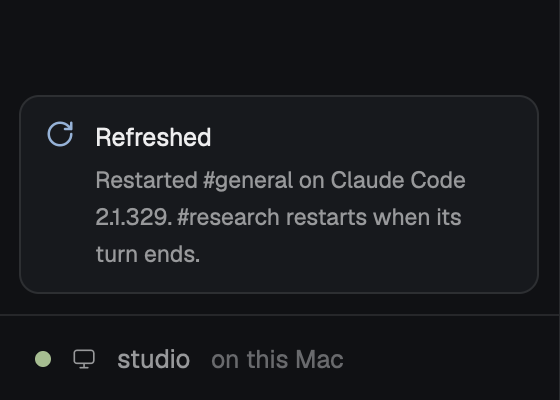 Refreshed
Restarted #general on Claude Code
2.1.329. #research restarts when its
turn ends.
studio on this Mac